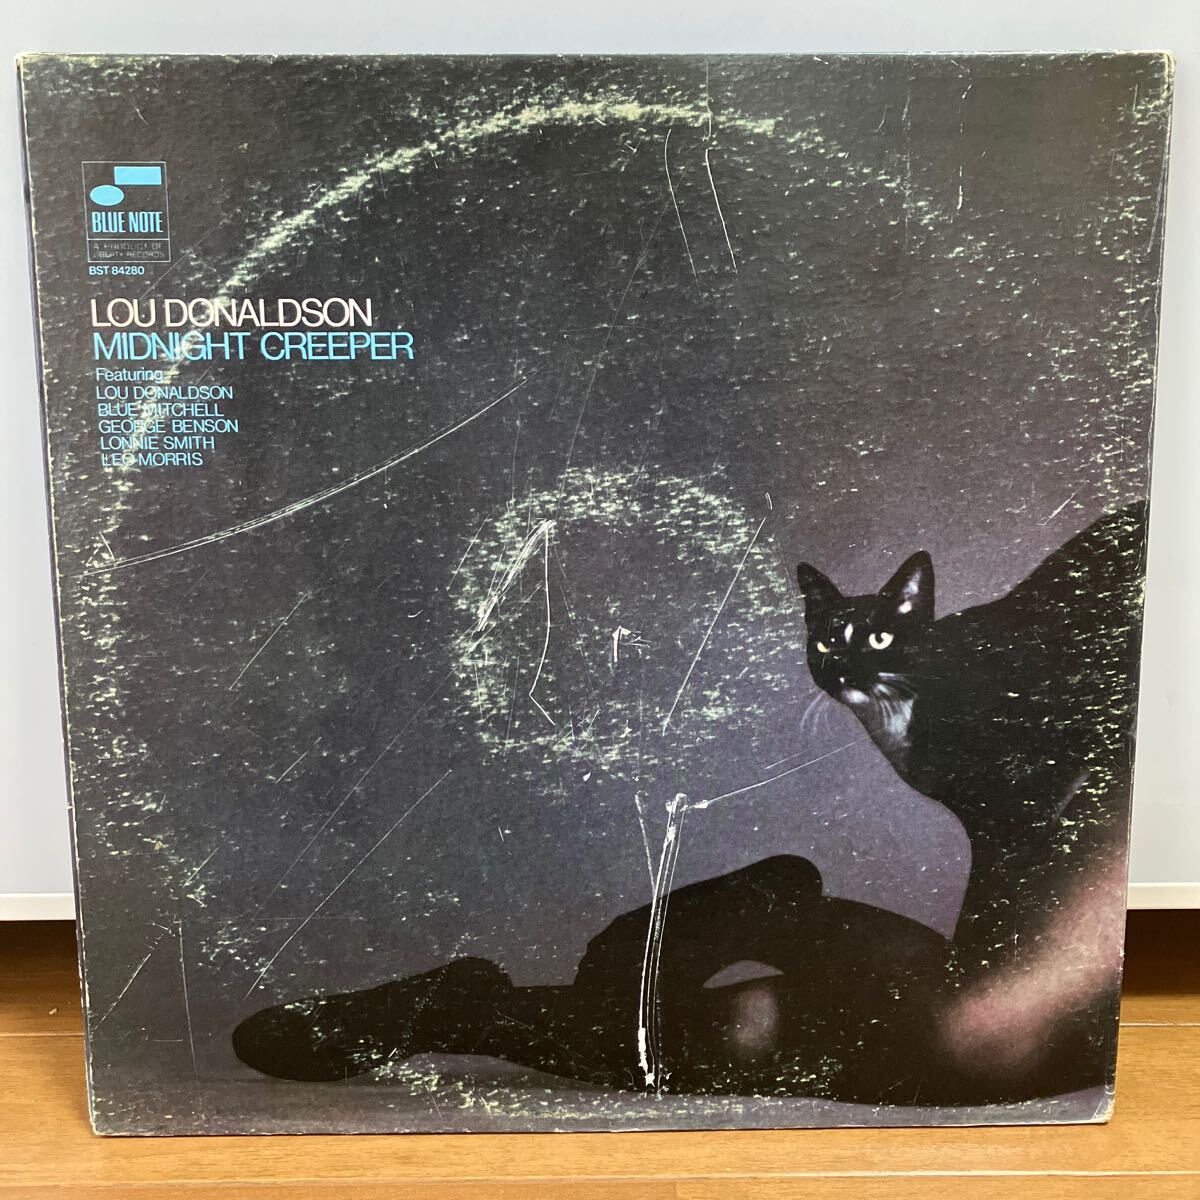 BLUE NOTE
A PRODUCT OF
LIBERTY RECORDS
BST 84280
LOU DONALDSON
MIDNIGHT CREEPER
Featuring—
LOU DONALDSON
BLUE MITCHELL
GEORGE BENSON
LONNIE SMITH
LEO MORRIS